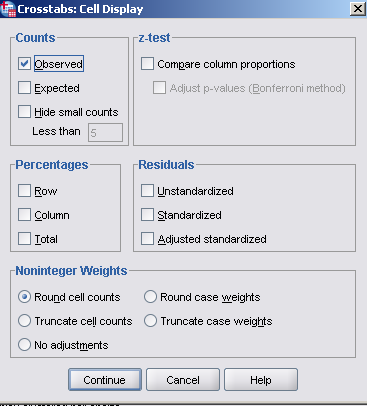 Crosstabs: Cell Display
Counts
Observed
Expected
Hide small counts
Less than 5
z-test
Compare column proportions
Adjust p-values (Bonferroni method)
Percentages
Row
Column
Total
Residuals
Unstandardized
Standardized
Adjusted standardized
Noninteger Weights
Round cell counts Round case weights
Truncate cell counts Truncate case weights
No adjustments
Continue Cancel Help